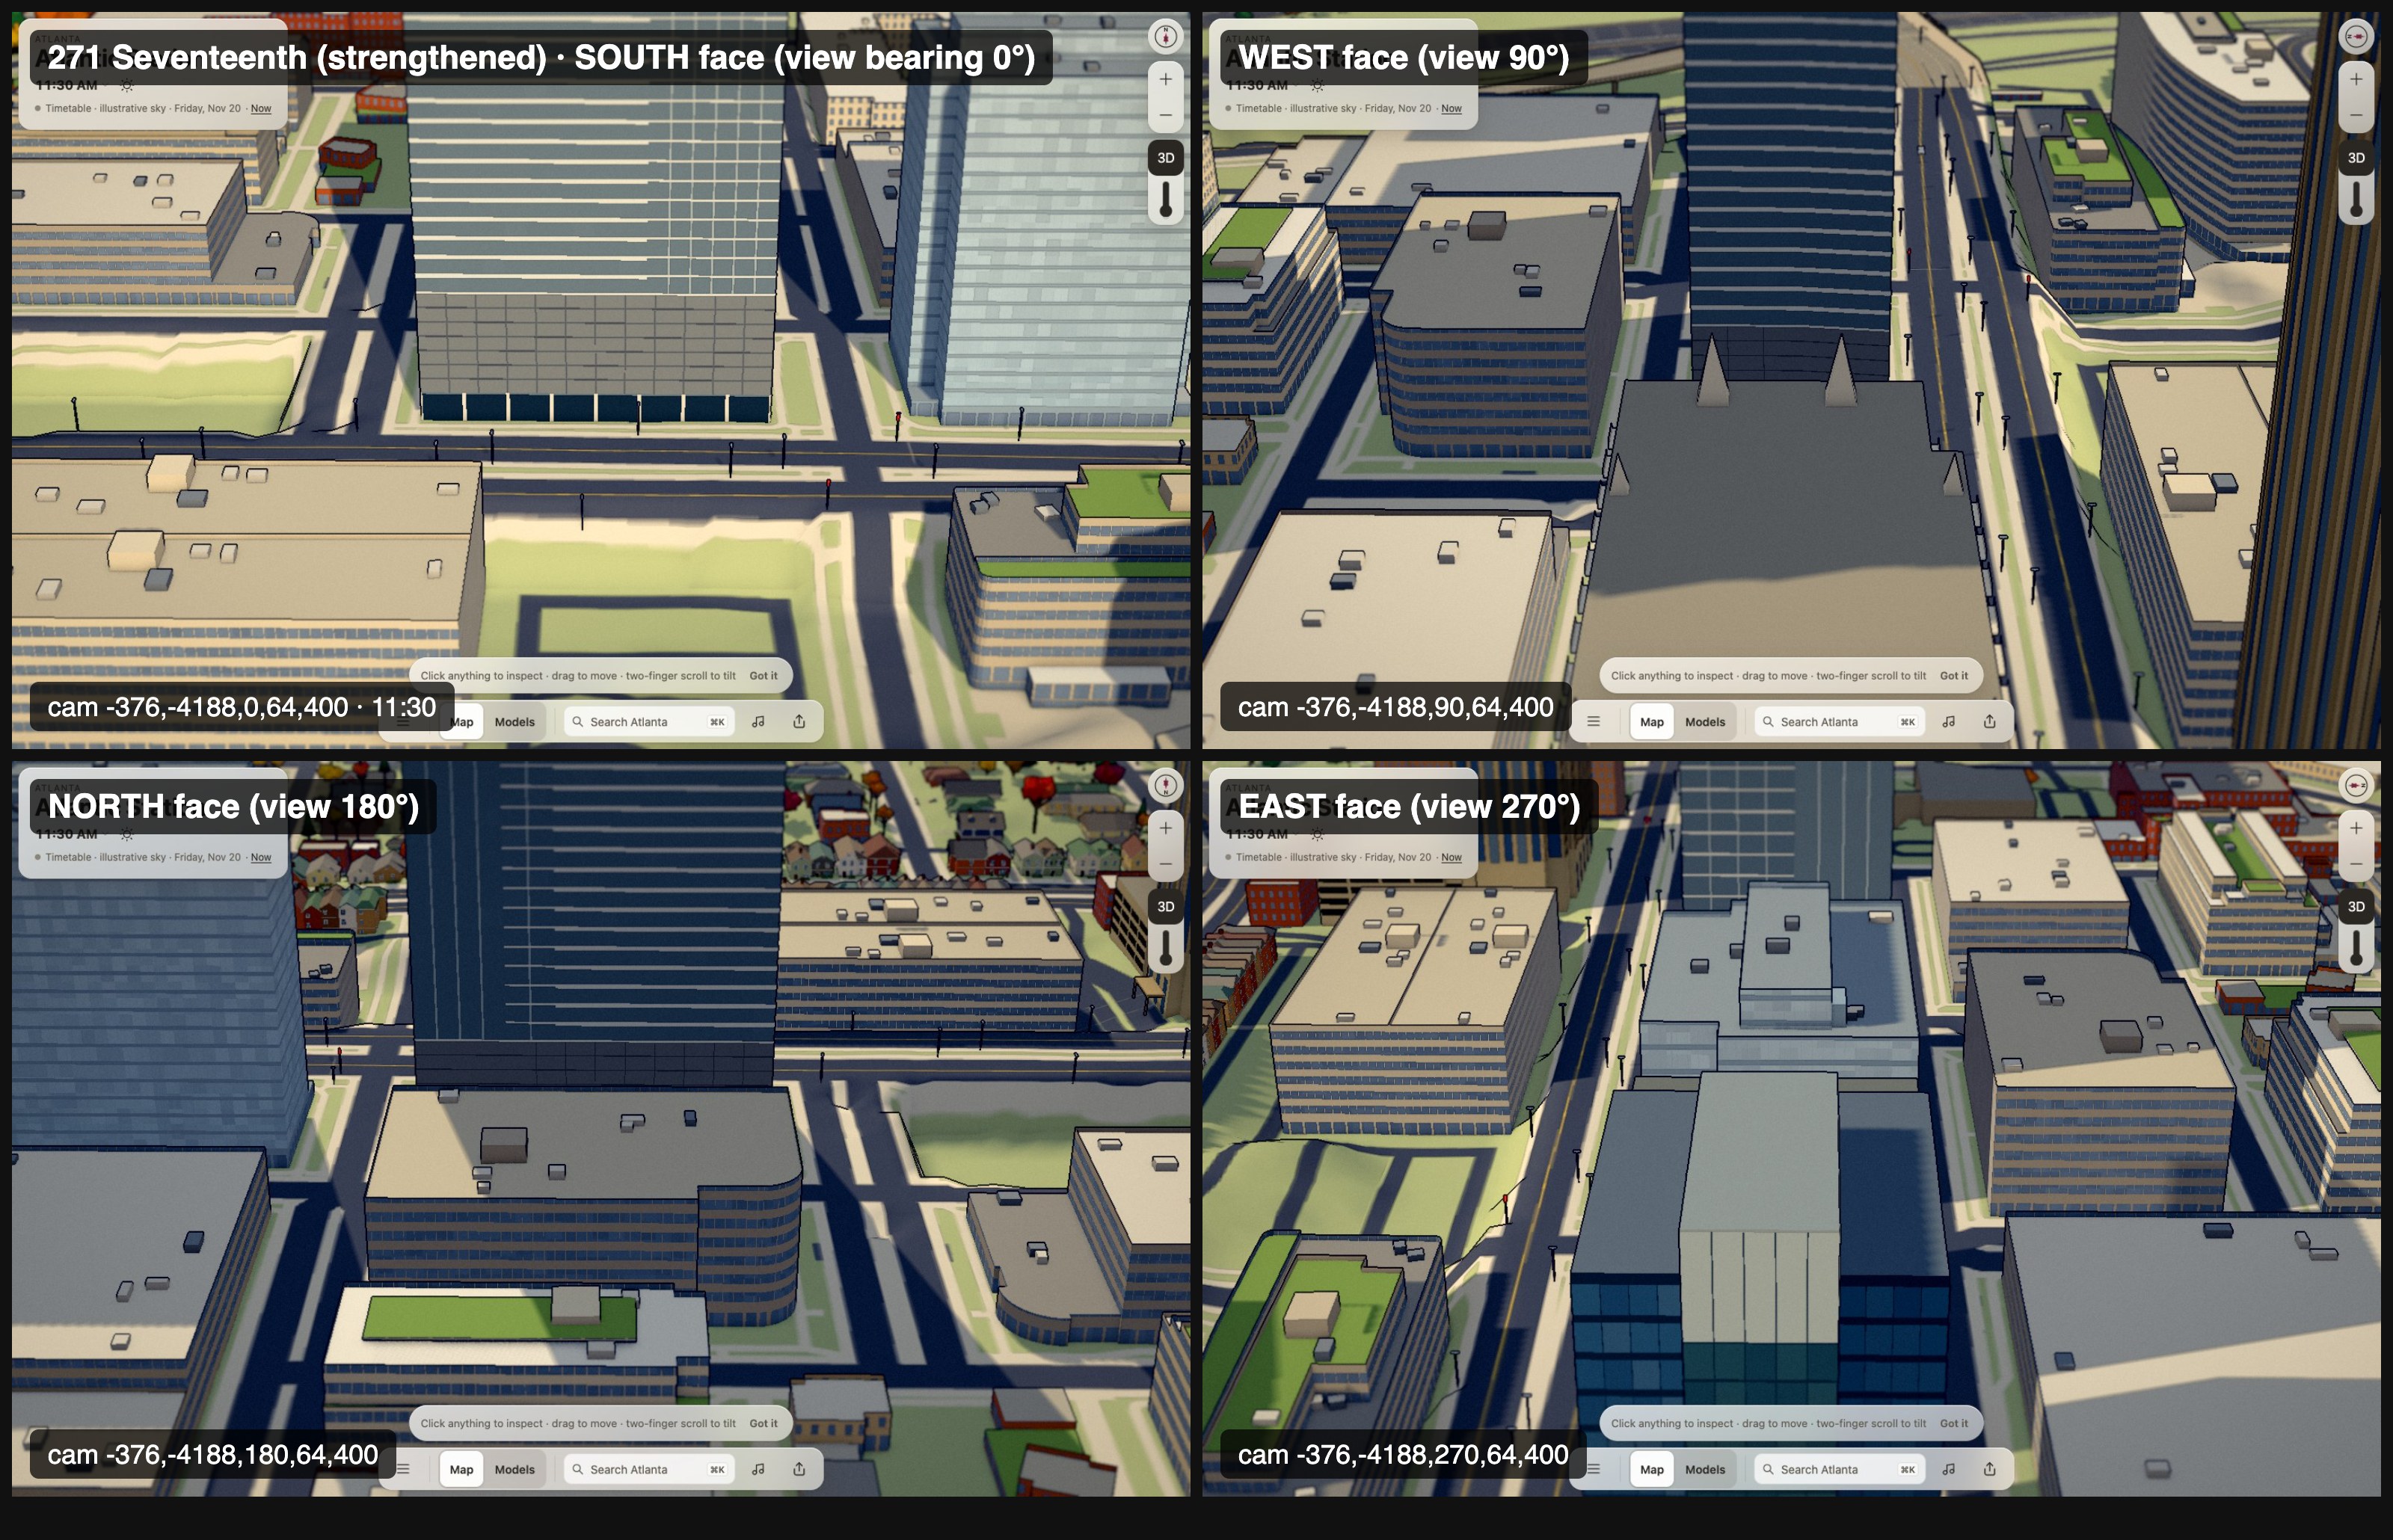 ATLANTA
271 Seventeenth (strengthened) · SOUTH face (view bearing 0°)
11:30 AM
Timetable · illustrative sky · Friday, Nov 20 · Now
N
+
−
3D
Click anything to inspect · drag to move · two-finger scroll to tilt Got it
cam -376,-4188,0,64,400 · 11:30
Map Models Search Atlanta ⌘K
ATLANTA
WEST face (view 90°)
11:30 AM
Timetable · illustrative sky · Friday, Nov 20 · Now
N
+
−
3D
Click anything to inspect · drag to move · two-finger scroll to tilt Got it
cam -376,-4188,90,64,400
Map Models Search Atlanta ⌘K
ATLANTA
NORTH face (view 180°)
11:30 AM
Timetable · illustrative sky · Friday, Nov 20 · Now
N
+
−
3D
Click anything to inspect · drag to move · two-finger scroll to tilt Got it
cam -376,-4188,180,64,400
Map Models Search Atlanta ⌘K
ATLANTA
EAST face (view 270°)
11:30 AM
Timetable · illustrative sky · Friday, Nov 20 · Now
N
+
−
3D
Click anything to inspect · drag to move · two-finger scroll to tilt Got it
cam -376,-4188,270,64,400
Map Models Search Atlanta ⌘K